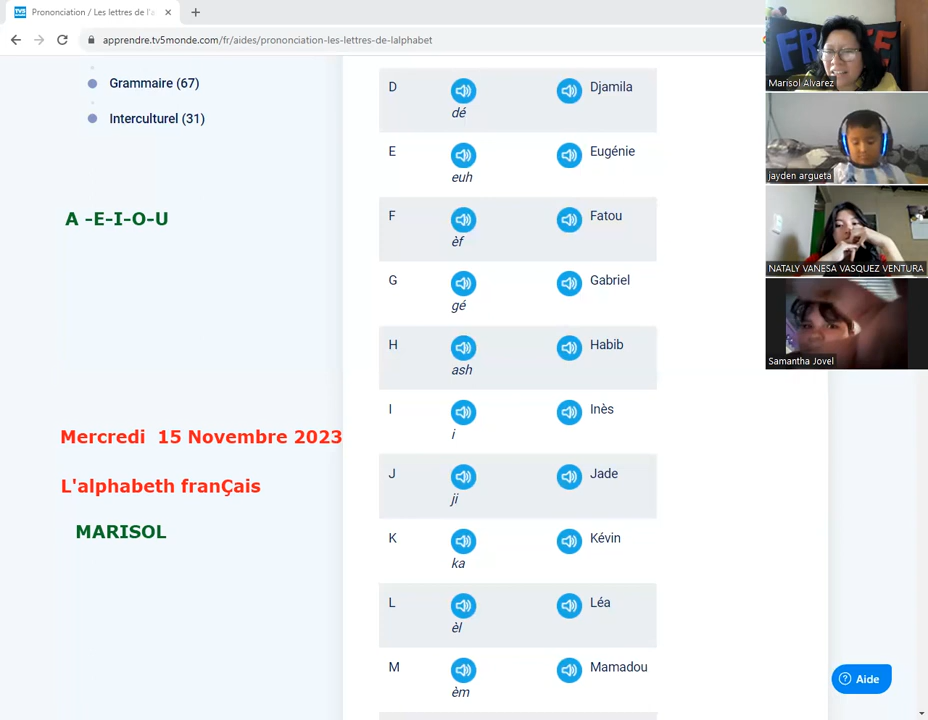 Prononciation / Les lettres de l'a
apprendre.tv5monde.com/fr/aides/prononciation-les-lettres-de-lalphabet
Grammaire (67)
Interculturel (31)
A -E-I-O-U
Mercredi 15 Novembre 2023
L'alphabeth franÇais
MARISOL
D Djamila
dé
E Eugénie
euh
F Fatou
èf
G Gabriel
gé
H Habib
ash
I Inès
i
J Jade
ji
K Kévin
ka
L Léa
èl
M Mamadou
èm
Marisol Alvarez
jayden argueta
NATALY VANESA VASQUEZ VENTURA
Samantha Jovel
Aide